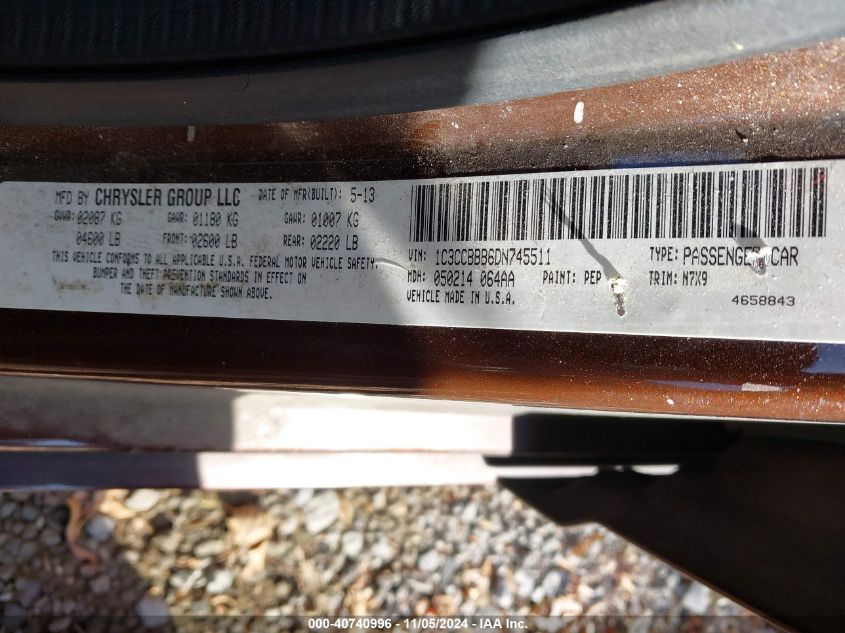 MFD BY CHRYSLER GROUP LLC DATE OF MFR(BUILT): 5-13
GVWR: 02087 KG GAWR: 01180 KG GAWR: 01007 KG
04600 LB FRONT: 02600 LB REAR: 02220 LB
THIS VEHICLE CONFORMS TO ALL APPLICABLE U.S.A. FEDERAL MOTOR VEHICLE SAFETY,
BUMPER AND THEFT PREVENTION STANDARDS IN EFFECT ON
THE DATE OF MANUFACTURE SHOWN ABOVE.
VIN: 1C3CCBBB6DN745511 TYPE: PASSENGER CAR
MDH: 050214 064AA PAINT: PEP TRIM: N7X9
VEHICLE MADE IN U.S.A.
4658843
000-40740996 - 11/05/2024 - IAA Inc.